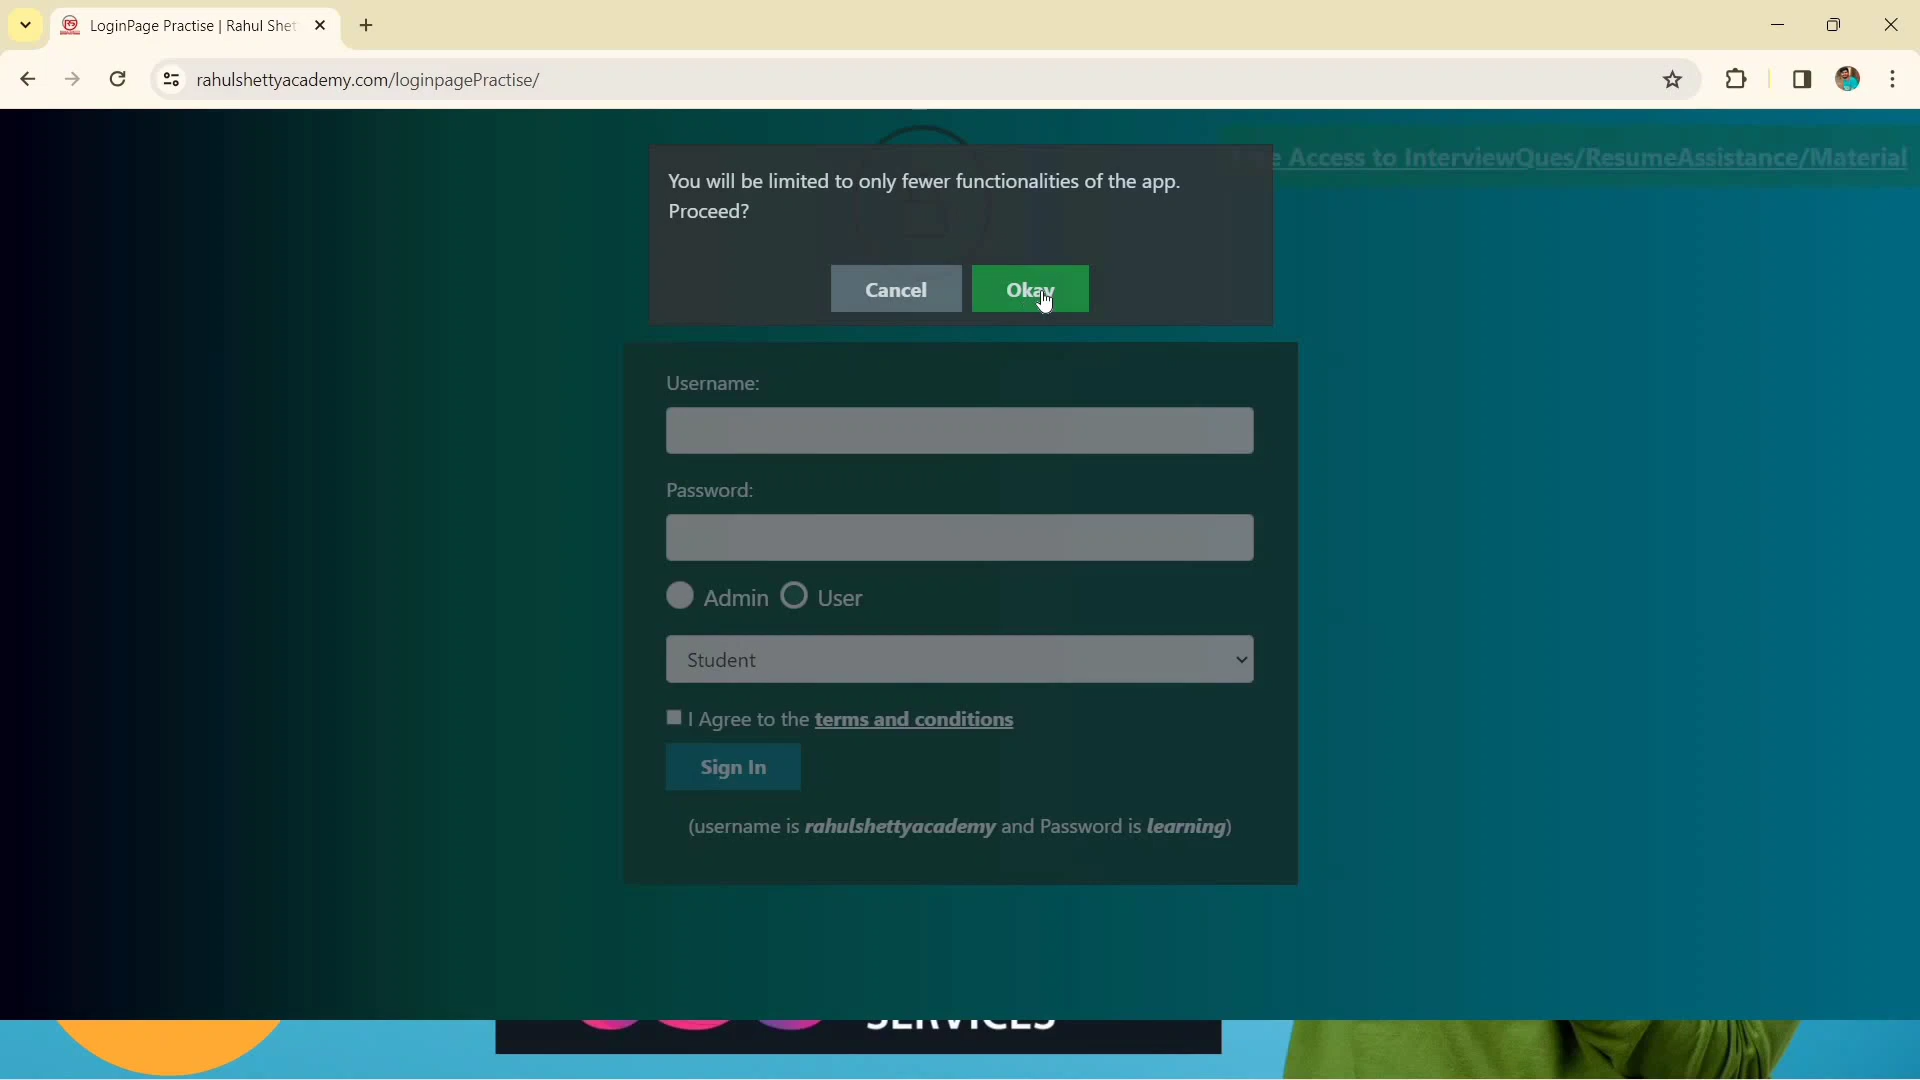 LoginPage Practise | Rahul Shet
rahulshettyacademy.com/loginpagePractise/
Access to InterviewQues/ResumeAssistance/Material
You will be limited to only fewer functionalities of the app.
Proceed?
Cancel
Okay
Username:
Password:
Admin
User
Student
I Agree to the terms and conditions
Sign In
(username is rahulshettyacademy and Password is learning)
SERVICES